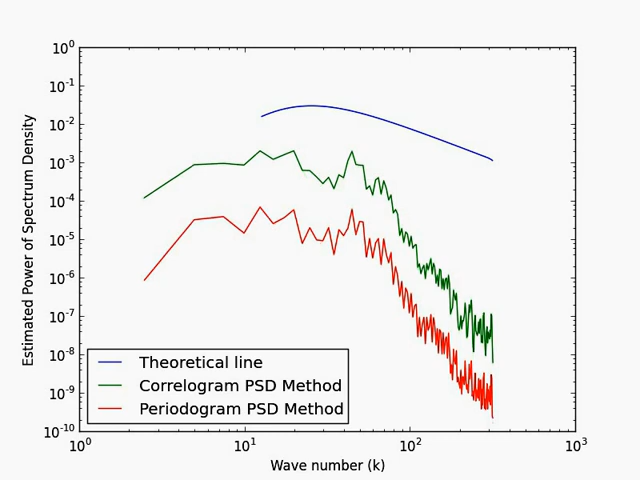 10^0
10^-1
10^-2
10^-3
10^-4
10^-5
10^-6
10^-7
10^-8
10^-9
10^-10
Estimated Power of Spectrum Density
Theoretical line
Correlogram PSD Method
Periodogram PSD Method
10^0 10^1 10^2 10^3
Wave number (k)